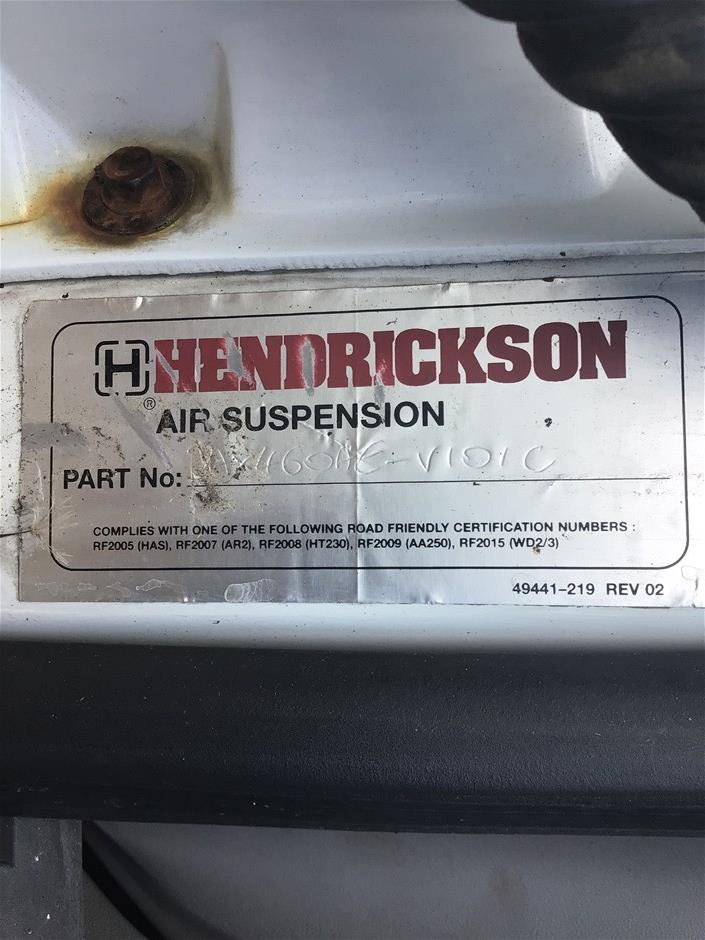 H HENDRICKSON
® AIR SUSPENSION
PART No:
COMPLIES WITH ONE OF THE FOLLOWING ROAD FRIENDLY CERTIFICATION NUMBERS :
RF2005 (HAS), RF2007 (AR2), RF2008 (HT230), RF2009 (AA250), RF2015 (WD2/3)
49441-219 REV 02